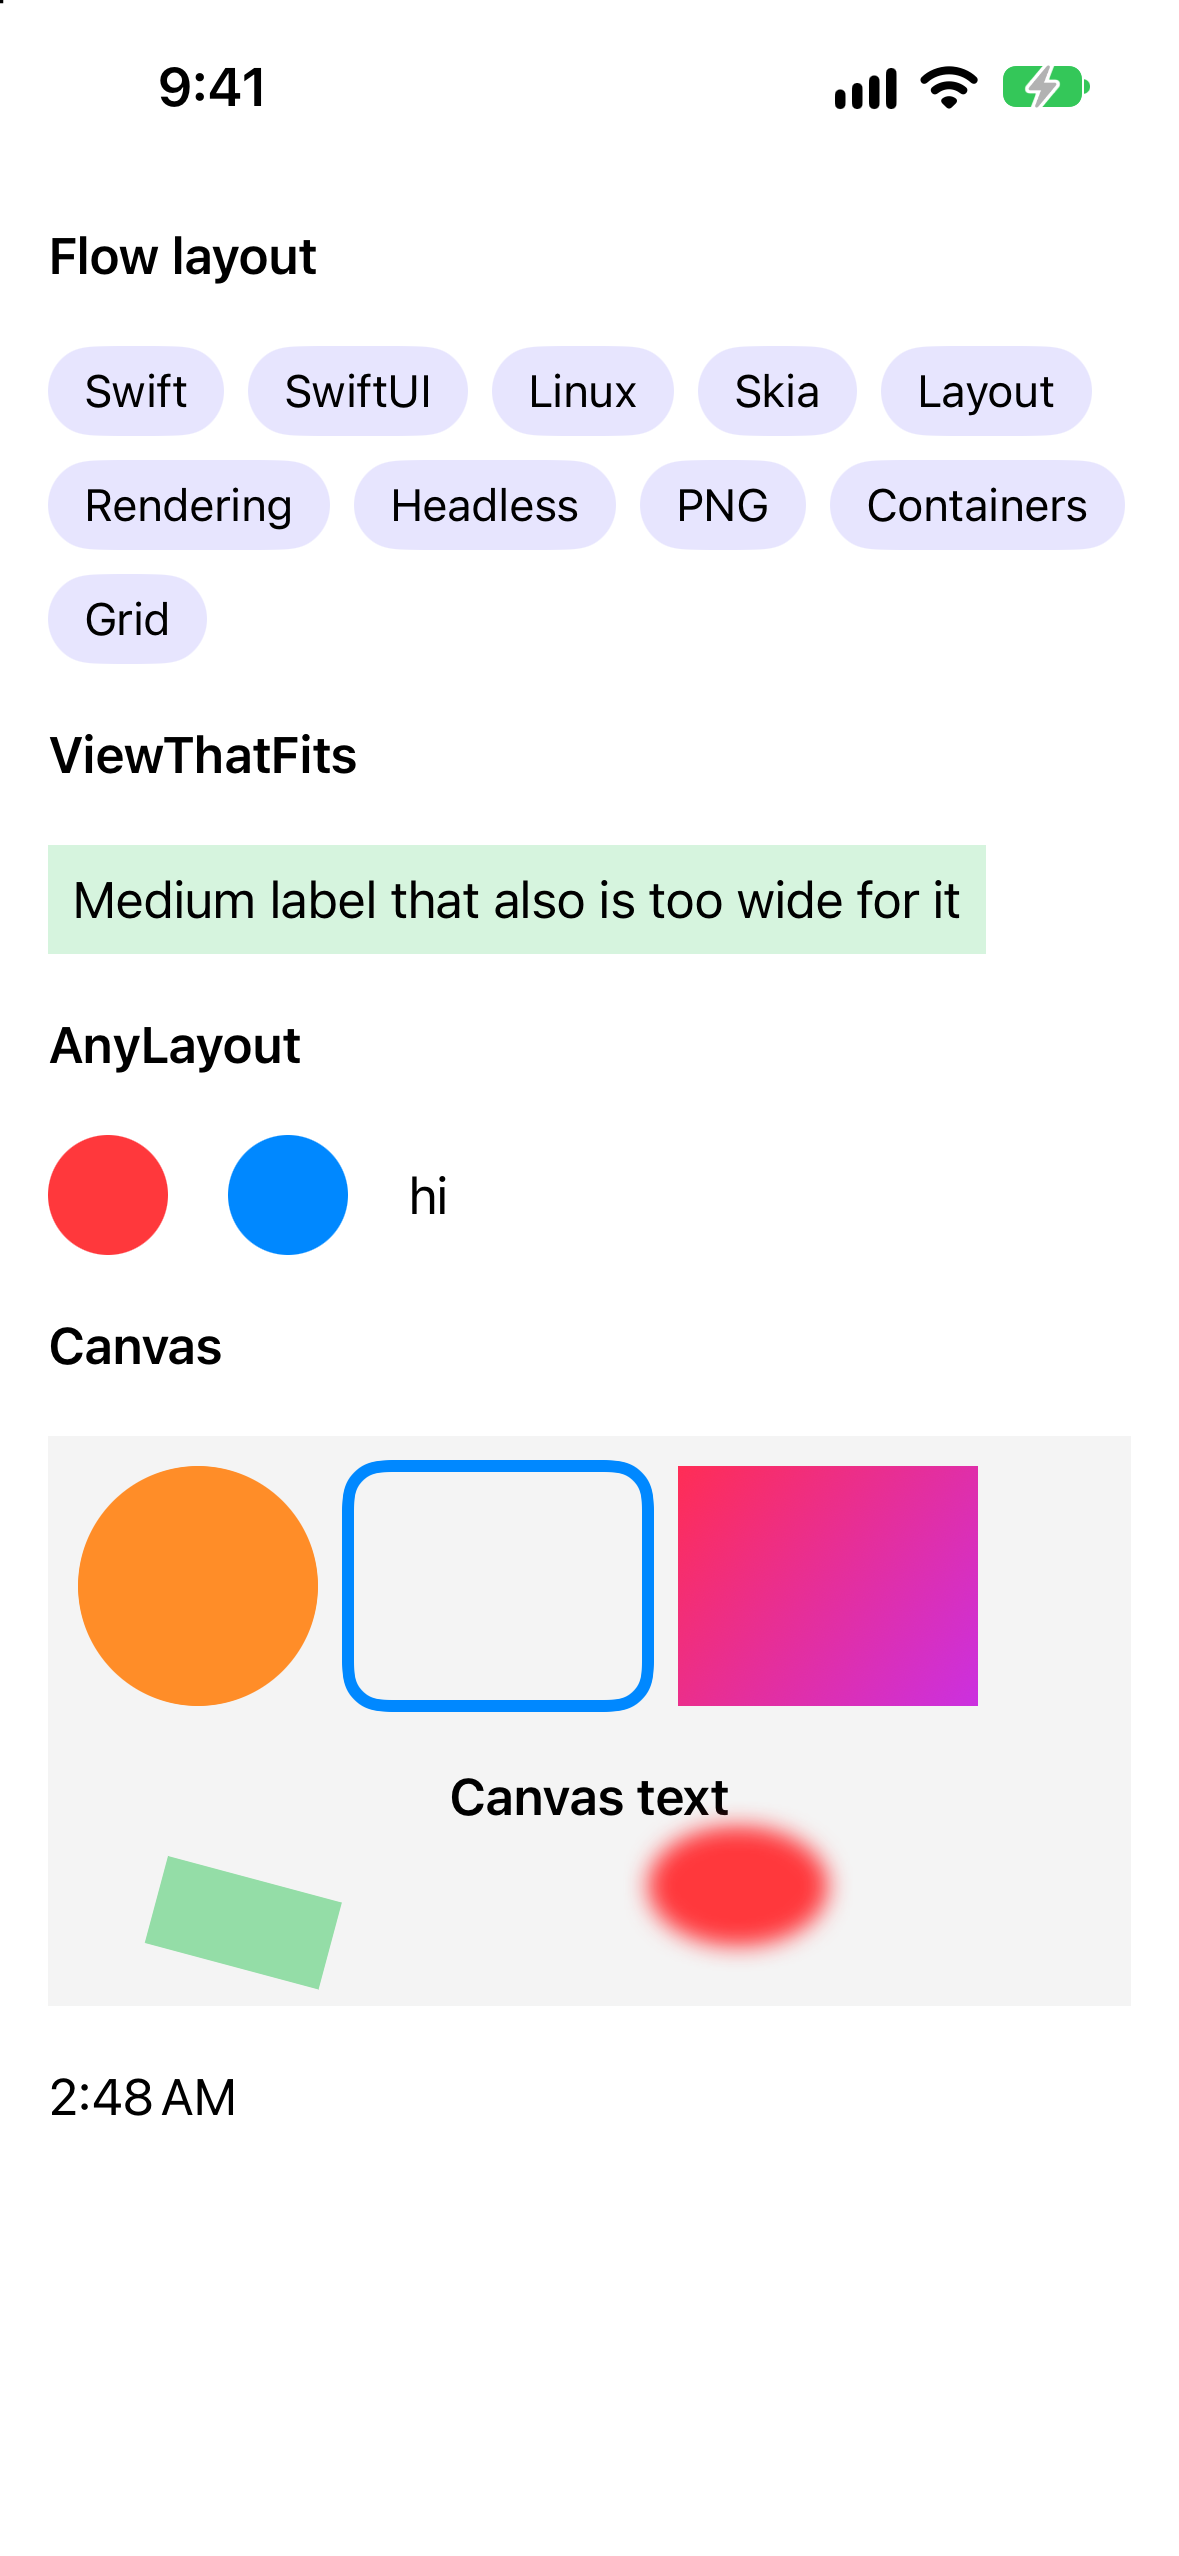 9:41
Flow layout
Swift SwiftUI Linux Skia Layout
Rendering Headless PNG Containers
Grid
ViewThatFits
Medium label that also is too wide for it
AnyLayout
hi
Canvas
Canvas text
2:48 AM